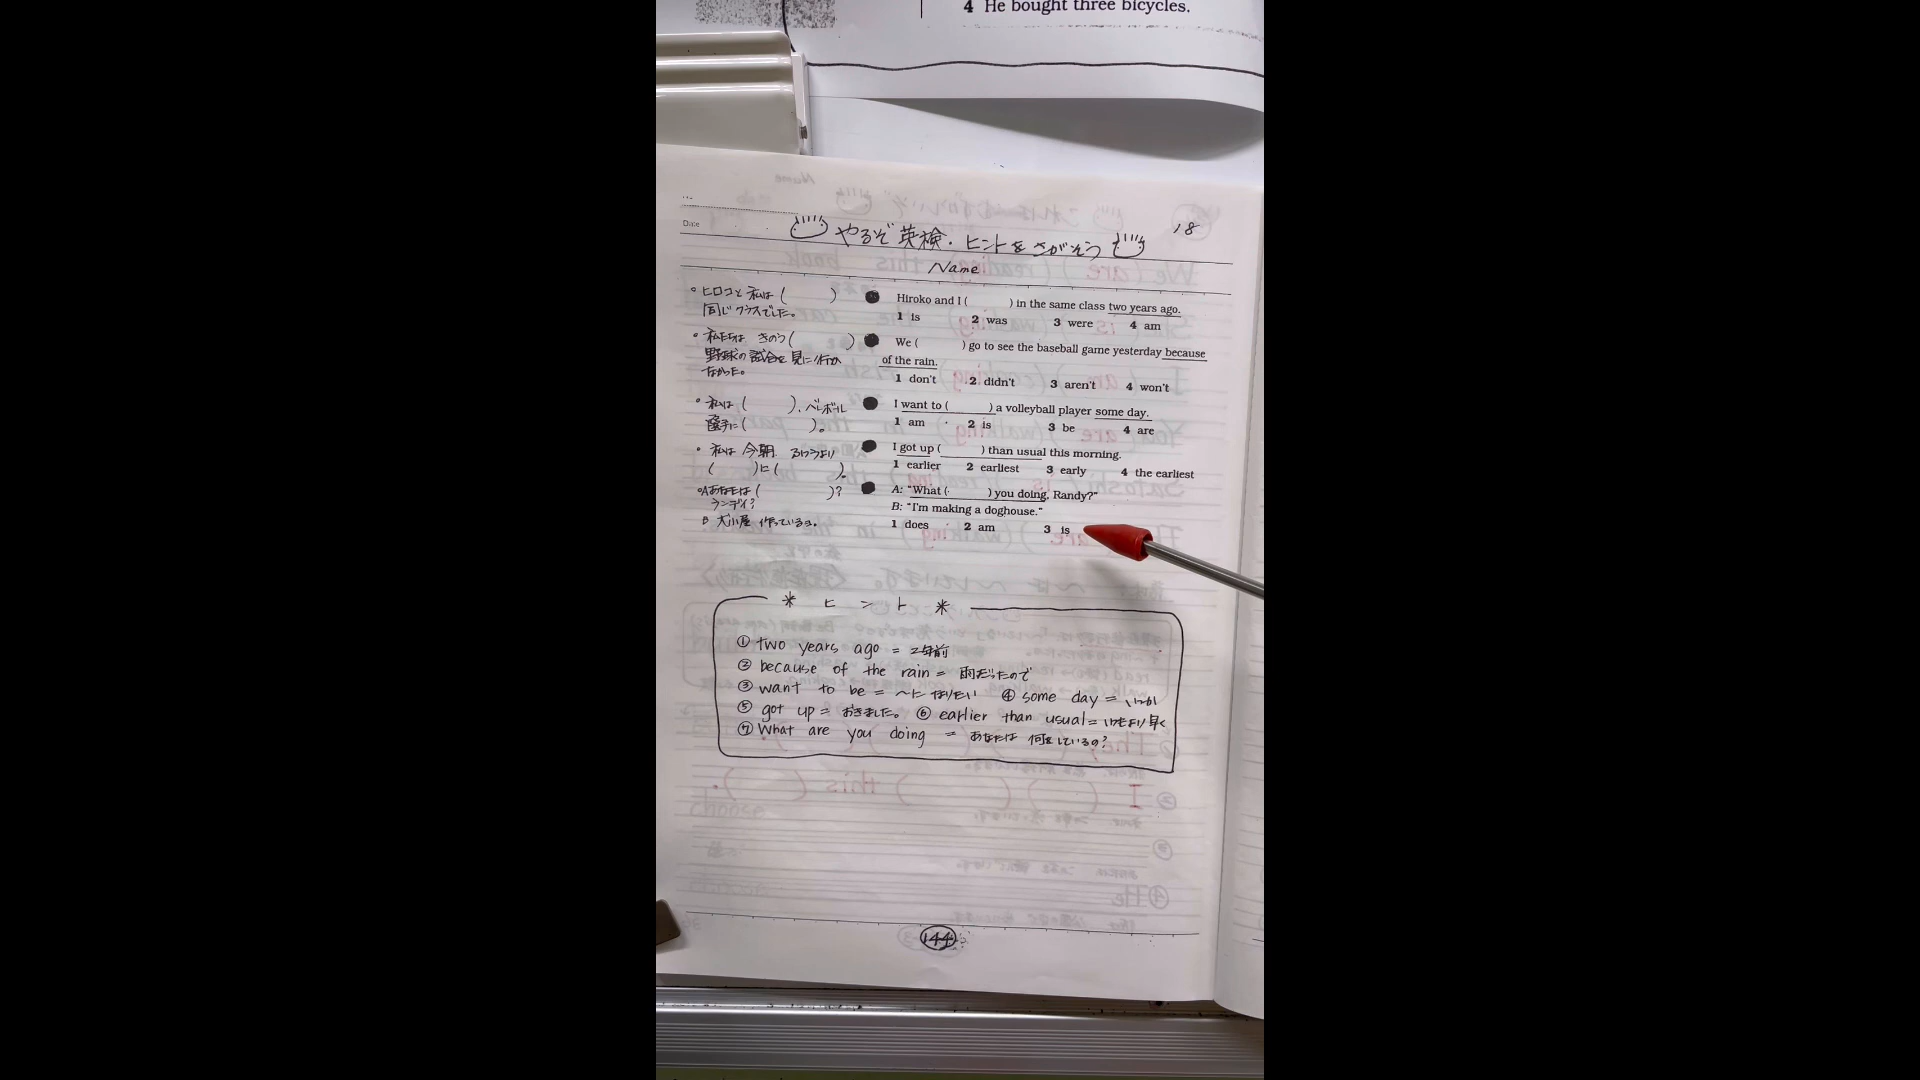 4 He bought three bicycles.
Date
やるぞ英検・ヒントをさがそう
18
Name
・ヒロコと私は (        )
同じクラスでした。
Hiroko and I (        ) in the same class two years ago.
1 is 2 was 3 were 4 am
・私たちは きのう (        )
野球の試合を見に行か
なかった。
We (        ) go to see the baseball game yesterday because
of the rain.
1 don't 2 didn't 3 aren't 4 won't
・私は (        )、バレーボール
選手に (        )。
I want to (        ) a volleyball player some day.
1 am 2 is 3 be 4 are
・私は 今朝
(        ) に (        )。
I got up (        ) than usual this morning.
1 earlier 2 earliest 3 early 4 the earliest
・Aあなたは (        )?
ランディ?
B 犬小屋 作っているよ。
A: "What (        ) you doing, Randy?"
B: "I'm making a doghouse."
1 does 2 am 3 is
* ヒント *
① two years ago = 2年前
② because of the rain = 雨だったので
③ want to be = ～になりたい ④ some day = いつか
⑤ got up = おきました。 ⑥ earlier than usual = いつもより早く
⑦ What are you doing = あなたは 何をしているの?
144